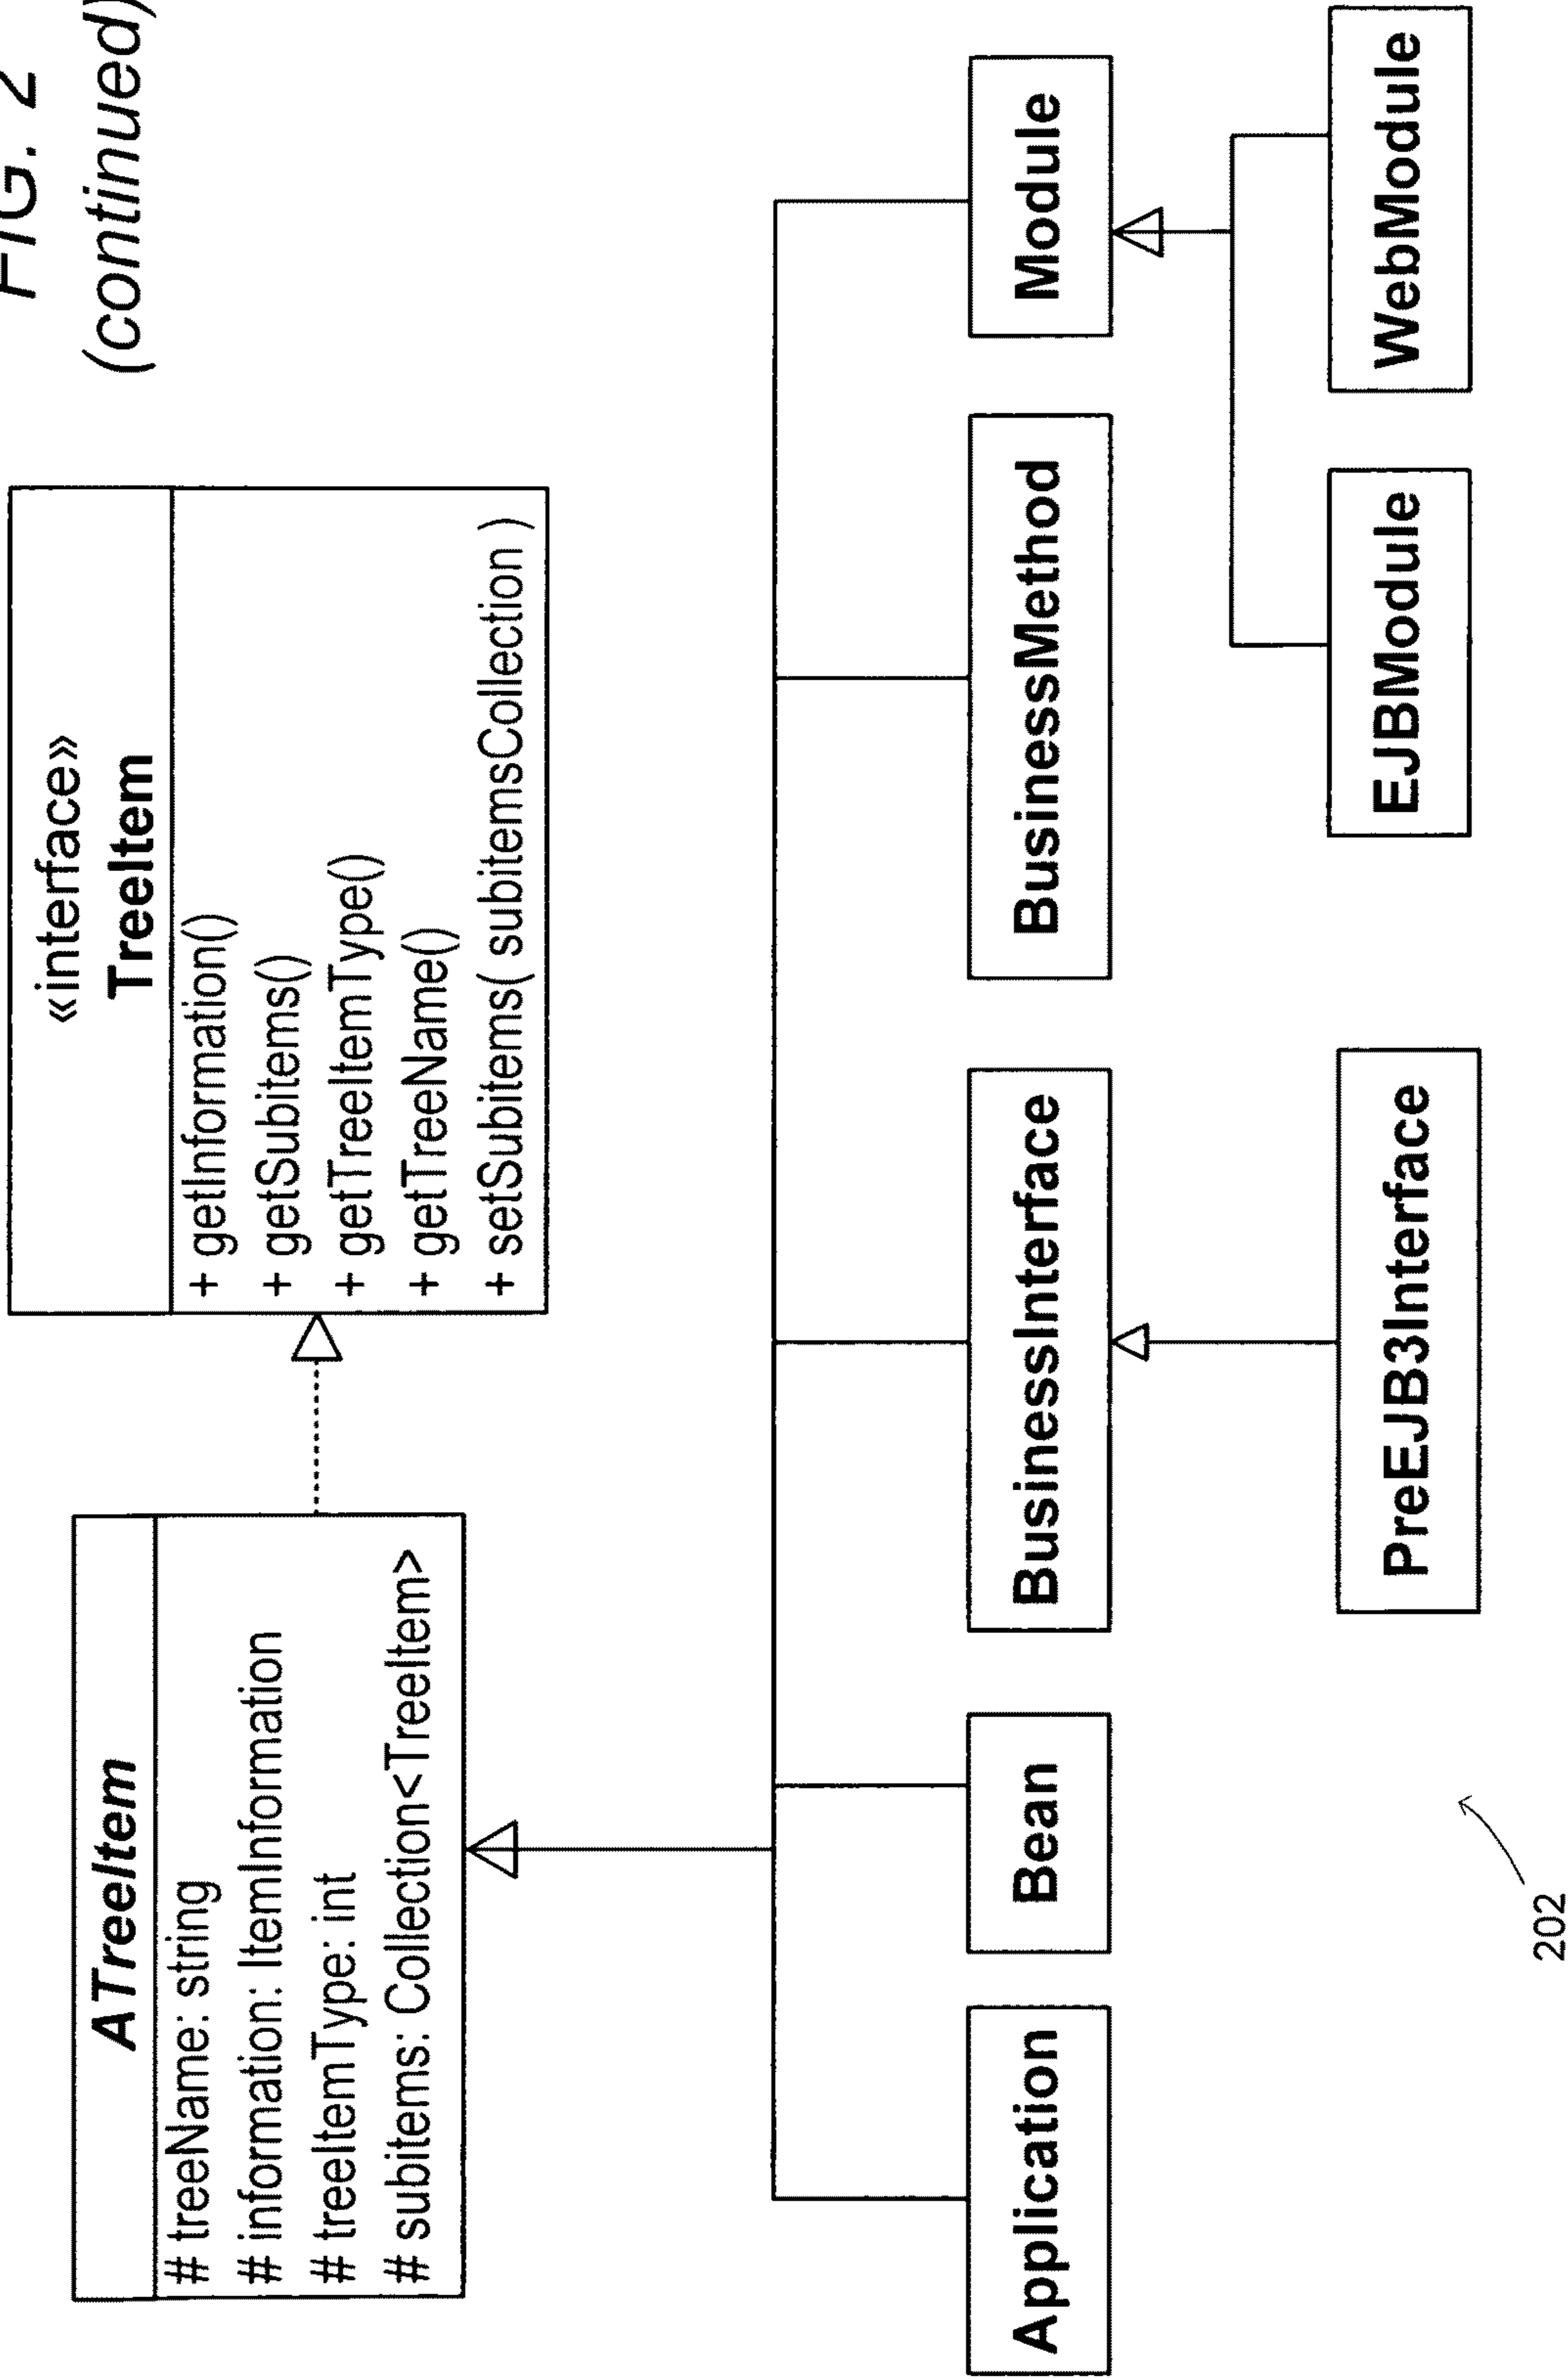 FIG. 2
(continued)
«interface»
TreeItem
+ getInformation()
+ getSubitems()
+ getTreeItemType()
+ getTreeName()
+ setSubitems( subitemsCollection )
ATreeItem
# treeName: string
# information: ItemInformation
# treeItemType: int
# subitems: Collection<TreeItem>
Application
Bean
BusinessInterface
BusinessMethod
Module
PreEJB3Interface
EJBModule
WebModule
202